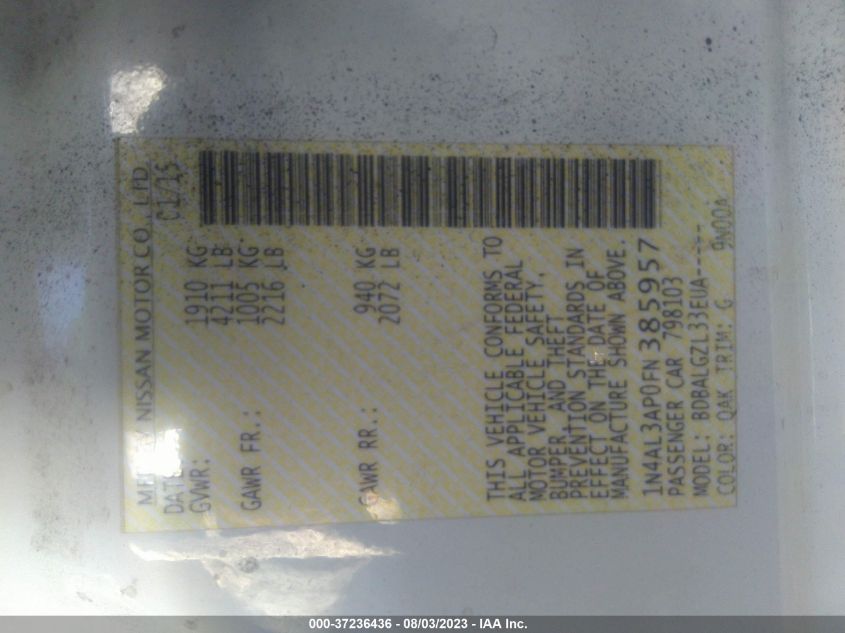 NISSAN MOTOR CO., LTD
01/15
GVWR: 1910 KG
4211 LB
GAWR FR.: 1005 KG
2216 LB
GAWR RR.: 940 KG
2072 LB
THIS VEHICLE CONFORMS TO
ALL APPLICABLE FEDERAL
MOTOR VEHICLE SAFETY,
BUMPER AND THEFT
PREVENTION STANDARDS IN
EFFECT ON THE DATE OF
MANUFACTURE SHOWN ABOVE.
1N4AL3AP0FN385957
PASSENGER CAR 798103
MODEL: BDBALGZL33EUA-----
COLOR: QAK TRIM: G 9N00A
000-37236436 - 08/03/2023 - IAA Inc.